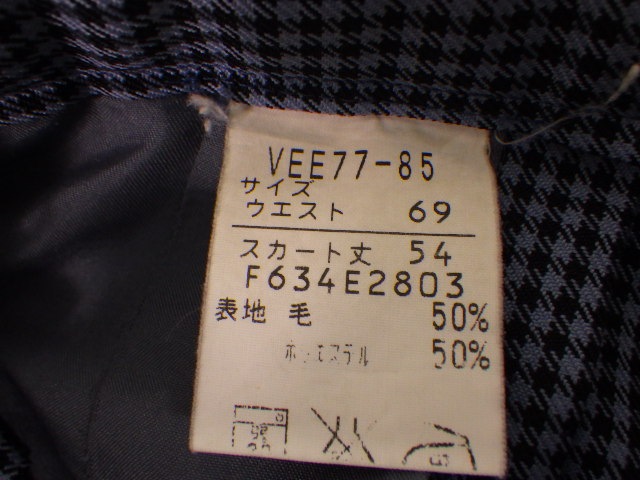 VEE77-85
サイズ
ウエスト 69
スカート丈 54
F634E2803
表地 毛 50%
ポリエステル 50%